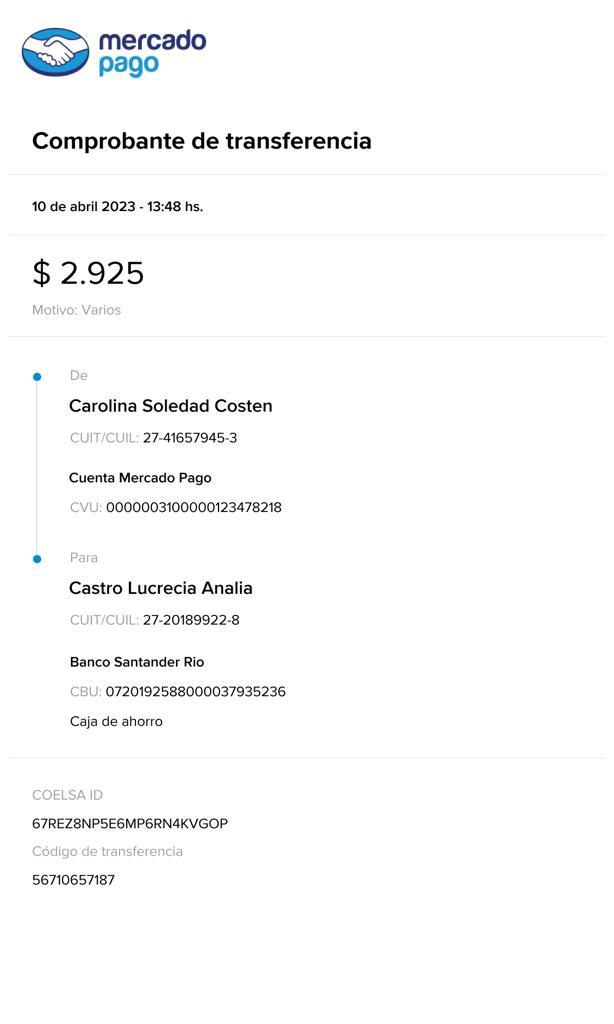 mercado
pago
Comprobante de transferencia
10 de abril 2023 - 13:48 hs.
$ 2.925
Motivo: Varios
De
Carolina Soledad Costen
CUIT/CUIL: 27-41657945-3
Cuenta Mercado Pago
CVU: 0000003100000123478218
Para
Castro Lucrecia Analia
CUIT/CUIL: 27-20189922-8
Banco Santander Rio
CBU: 0720192588000037935236
Caja de ahorro
COELSA ID
67REZ8NP5E6MP6RN4KVGOP
Código de transferencia
56710657187